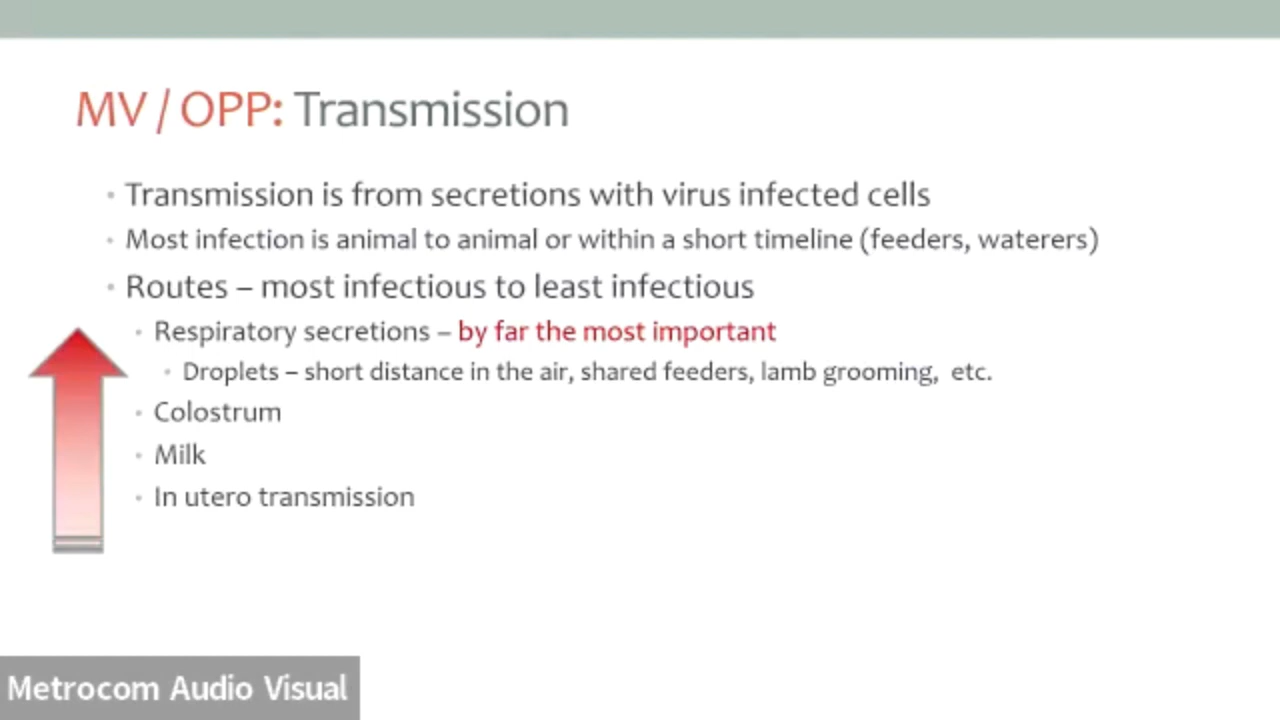 MV / OPP: Transmission
• Transmission is from secretions with virus infected cells
• Most infection is animal to animal or within a short timeline (feeders, waterers)
• Routes – most infectious to least infectious
• Respiratory secretions – by far the most important
• Droplets – short distance in the air, shared feeders, lamb grooming, etc.
• Colostrum
• Milk
• In utero transmission
Metrocom Audio Visual